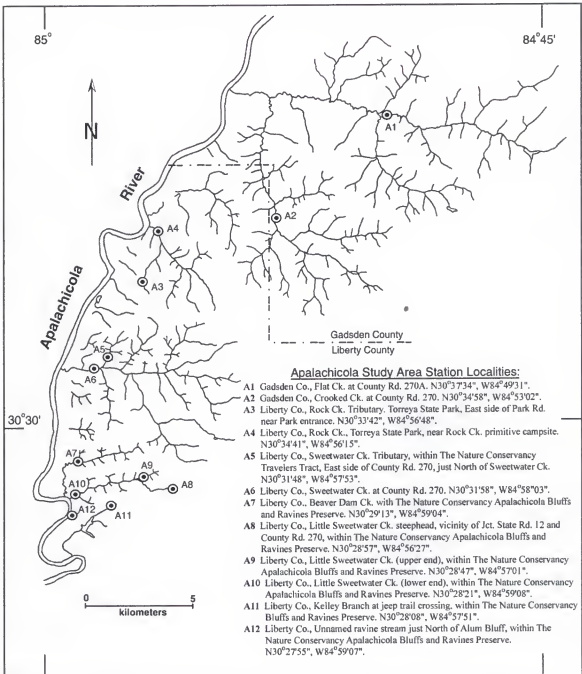 85°
84°45'
N
River
Apalachicola
A1
A2
A4
A3
Gadsden County
Liberty County
A5
A6
30°30'
A7
A9
A8
A10
A11
A12
0
5
kilometers
Apalachicola Study Area Station Localities:
A1 Gadsden Co., Flat Ck. at County Rd. 270A. N30°37'34", W84°49'31".
A2 Gadsden Co., Crooked Ck. at County Rd. 270. N30°34'58", W84°53'02".
A3 Liberty Co., Rock Ck. Tributary. Torreya State Park, East side of Park Rd.
near Park entrance. N30°33'42", W84°56'48".
A4 Liberty Co., Rock Ck., Torreya State Park, near Rock Ck. primitive campsite.
N30°34'41", W84°56'15".
A5 Liberty Co., Sweetwater Ck. Tributary, within The Nature Conservancy
Travelers Tract, East side of County Rd. 270, just North of Sweetwater Ck.
N30°31'48", W84°57'53".
A6 Liberty Co., Sweetwater Ck. at County Rd. 270. N30°31'58", W84°58"03".
A7 Liberty Co., Beaver Dam Ck., with The Nature Conservancy Apalachicola Bluffs
and Ravines Preserve. N30°29'13", W84°59'04".
A8 Liberty Co., Little Sweetwater Ck. steephead, vicinity of Jct. State Rd. 12 and
County Rd. 270, within The Nature Conservancy Apalachicola Bluffs and
Ravines Preserve. N30°28'57", W84°56'27".
A9 Liberty Co., Little Sweetwater Ck. (upper end), within The Nature Conservancy
Apalachicola Bluffs and Ravines Preserve. N30°28'47", W84°57'01".
A10 Liberty Co., Little Sweetwater Ck. (lower end), within The Nature Conservancy
Apalachicola Bluffs and Ravines Preserve. N30°28'21", W84°59'08".
A11 Liberty Co., Kelley Branch at jeep trail crossing, within The Nature Conservancy
Bluffs and Ravines Preserve. N30°28'08", W84°57'51".
A12 Liberty Co., Unnamed ravine stream just North of Alum Bluff, within The
Nature Conservancy Apalachicola Bluffs and Ravines Preserve.
N30°27'55", W84°59'07".